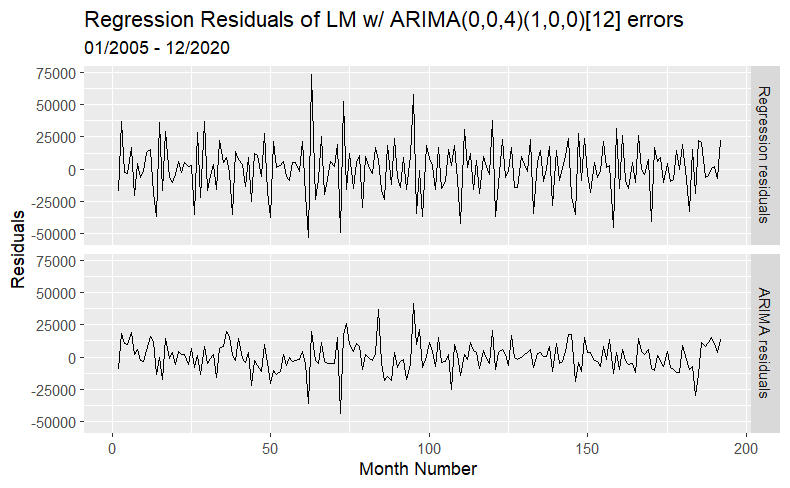 Regression Residuals of LM w/ ARIMA(0,0,4)(1,0,0)[12] errors
01/2005 - 12/2020
Residuals
75000
50000
25000
0
-25000
-50000
Regression residuals
75000
50000
25000
0
-25000
-50000
ARIMA residuals
0 50 100 150 200
Month Number